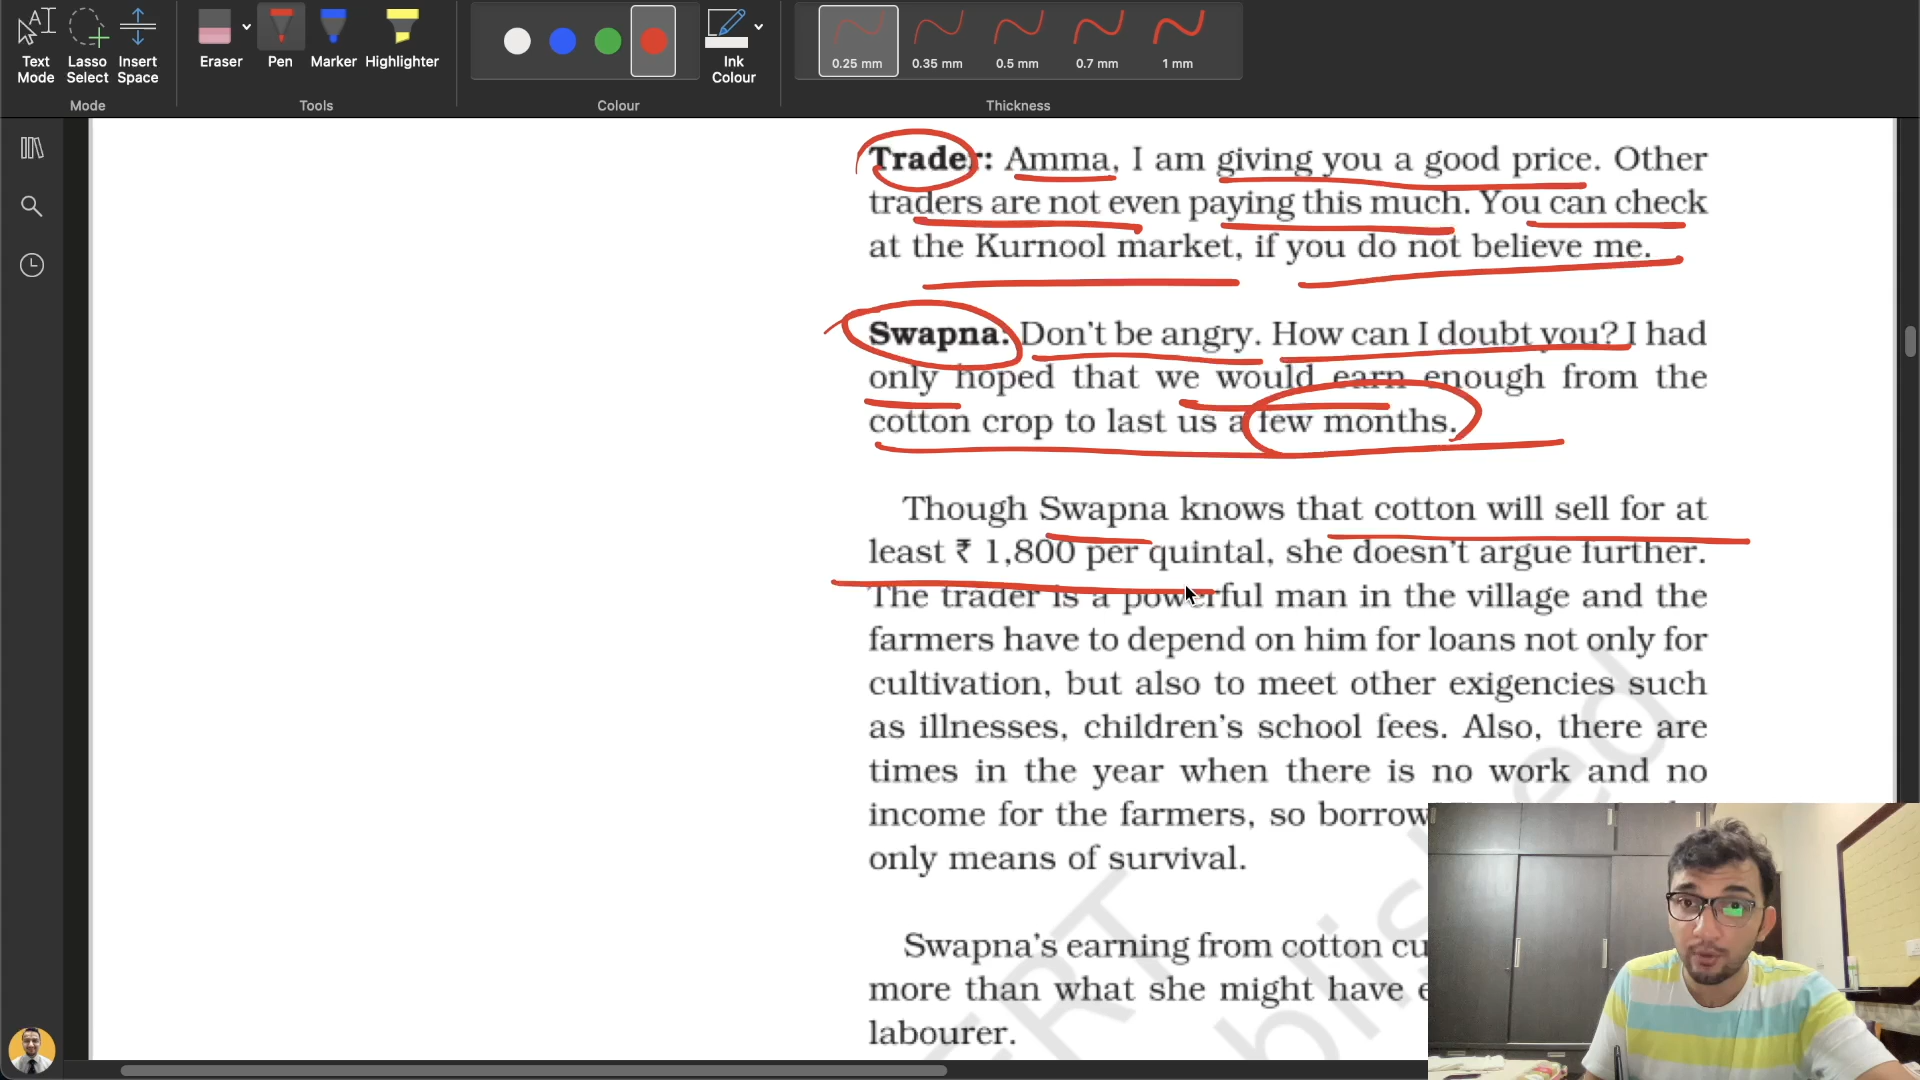 Text
Mode
Lasso
Select
Insert
Space
Eraser
Pen
Marker
Highlighter
Ink
Colour
0.25 mm
0.35 mm
0.5 mm
0.7 mm
1 mm
Mode
Tools
Colour
Thickness
Trader: Amma, I am giving you a good price. Other
traders are not even paying this much. You can check
at the Kurnool market, if you do not believe me.
Swapna: Don't be angry. How can I doubt you? I had
only hoped that we would earn enough from the
cotton crop to last us a few months.
Though Swapna knows that cotton will sell for at
least ₹ 1,800 per quintal, she doesn't argue further.
The trader is a powerful man in the village and the
farmers have to depend on him for loans not only for
cultivation, but also to meet other exigencies such
as illnesses, children's school fees. Also, there are
times in the year when there is no work and no
income for the farmers, so borrow
only means of survival.
Swapna's earning from cotton cu
more than what she might have e
labourer.